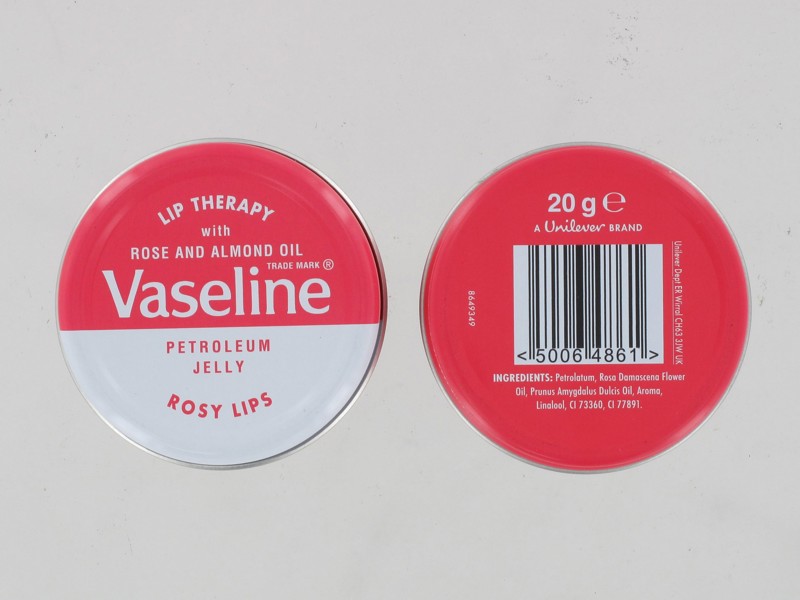 LIP THERAPY
with
ROSE AND ALMOND OIL
TRADE MARK ®
Vaseline
PETROLEUM
JELLY
ROSY LIPS
20 g ℮
A Unilever BRAND
8649349
Unilever Dept ER Wirral CH63 3JW UK
< 5006 4861 >
INGREDIENTS: Petrolatum, Rosa Damascena Flower
Oil, Prunus Amygdalus Dulcis Oil, Aroma,
Linalool, CI 73360, CI 77891.